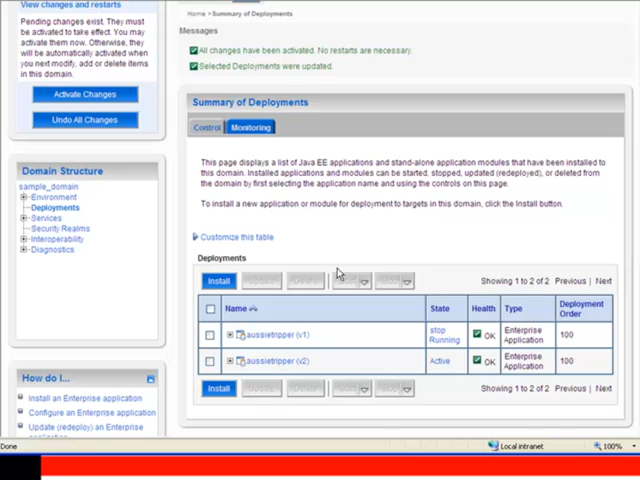 View changes and restarts
Pending changes exist. They must
be activated to take effect. You may
activate them now. Otherwise, they
will be automatically activated when
you next modify, add or delete items
in this domain.
Activate Changes
Undo All Changes
Domain Structure
sample_domain
Environment
Deployments
Services
Security Realms
Interoperability
Diagnostics
How do I...
Install an Enterprise application
Configure an Enterprise application
Update (redeploy) an Enterprise
Home >Summary of Deployments
Messages
All changes have been activated. No restarts are necessary.
Selected Deployments were updated.
Summary of Deployments
Control Monitoring
This page displays a list of Java EE applications and stand-alone application modules that have been installed to
this domain. Installed applications and modules can be started, stopped, updated (redeployed), or deleted from
the domain by first selecting the application name and using the controls on this page.
To install a new application or module for deployment to targets in this domain, click the Install button.
Customize this table
Deployments
Install Update Delete Stop Showing 1 to 2 of 2 Previous | Next
Name State Health Type Deployment Order
aussietripper (v1) stop Running OK Enterprise Application 100
aussietripper (v2) Active OK Enterprise Application 100
Install Update Delete Stop Showing 1 to 2 of 2 Previous | Next
Done Local intranet 100%